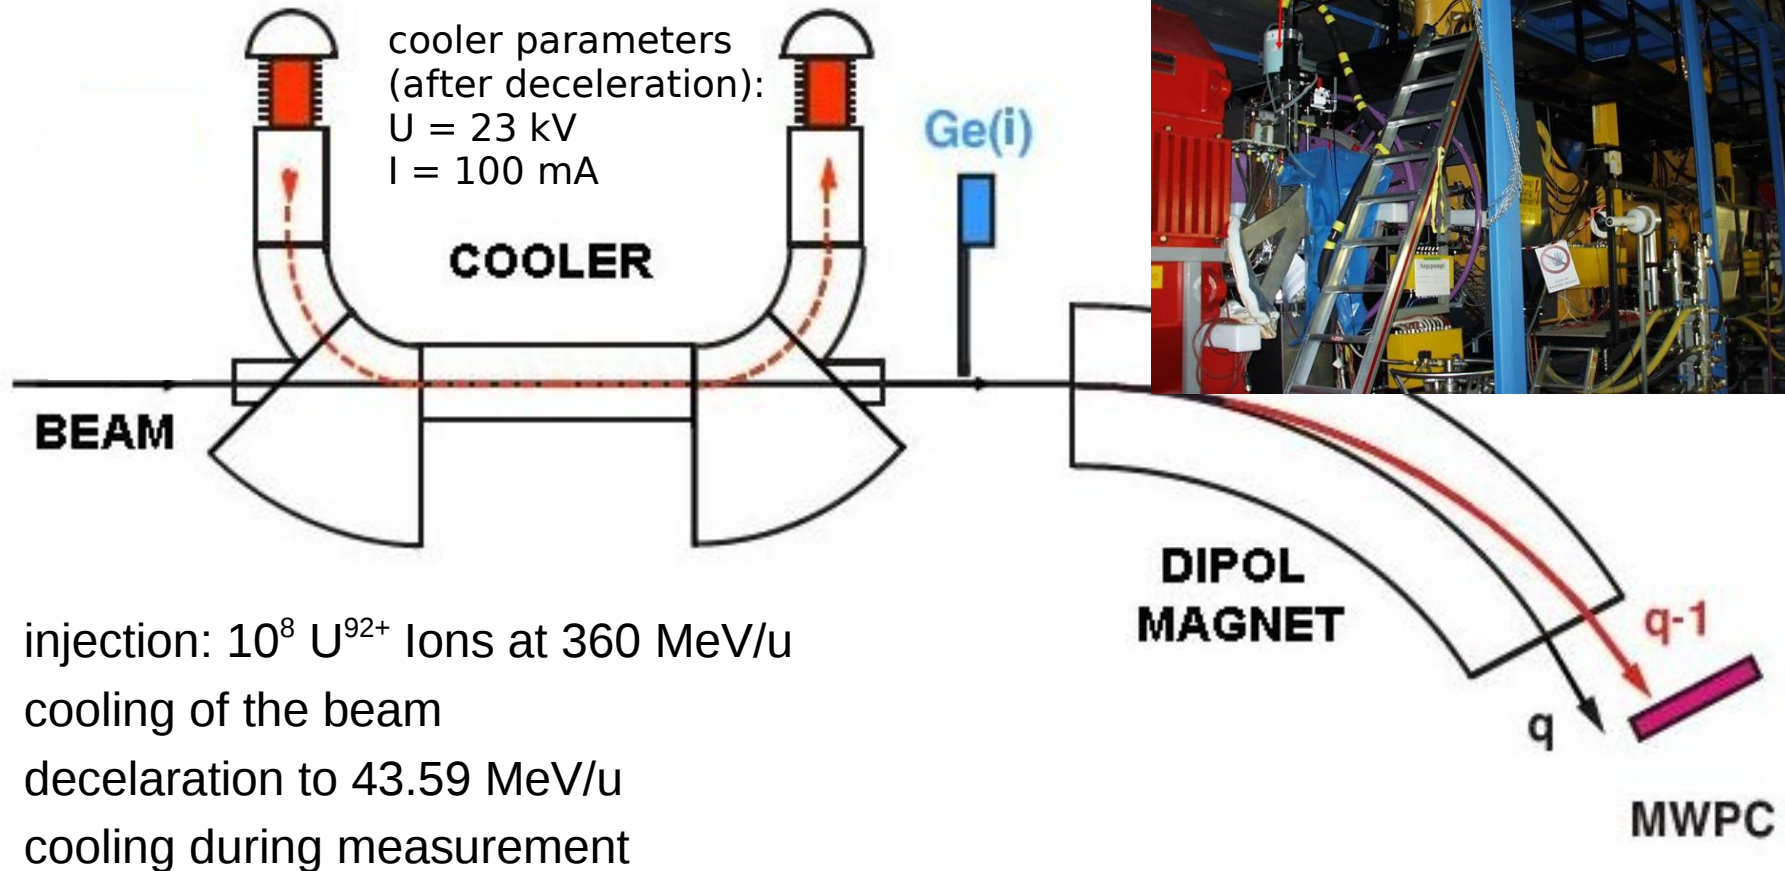 cooler parameters
(after deceleration):
U = 23 kV
I = 100 mA
Ge(i)
COOLER
BEAM
DIPOL
MAGNET
q-1
q
MWPC
injection: 10⁸ U⁹²⁺ Ions at 360 MeV/u
cooling of the beam
decelaration to 43.59 MeV/u
cooling during measurement